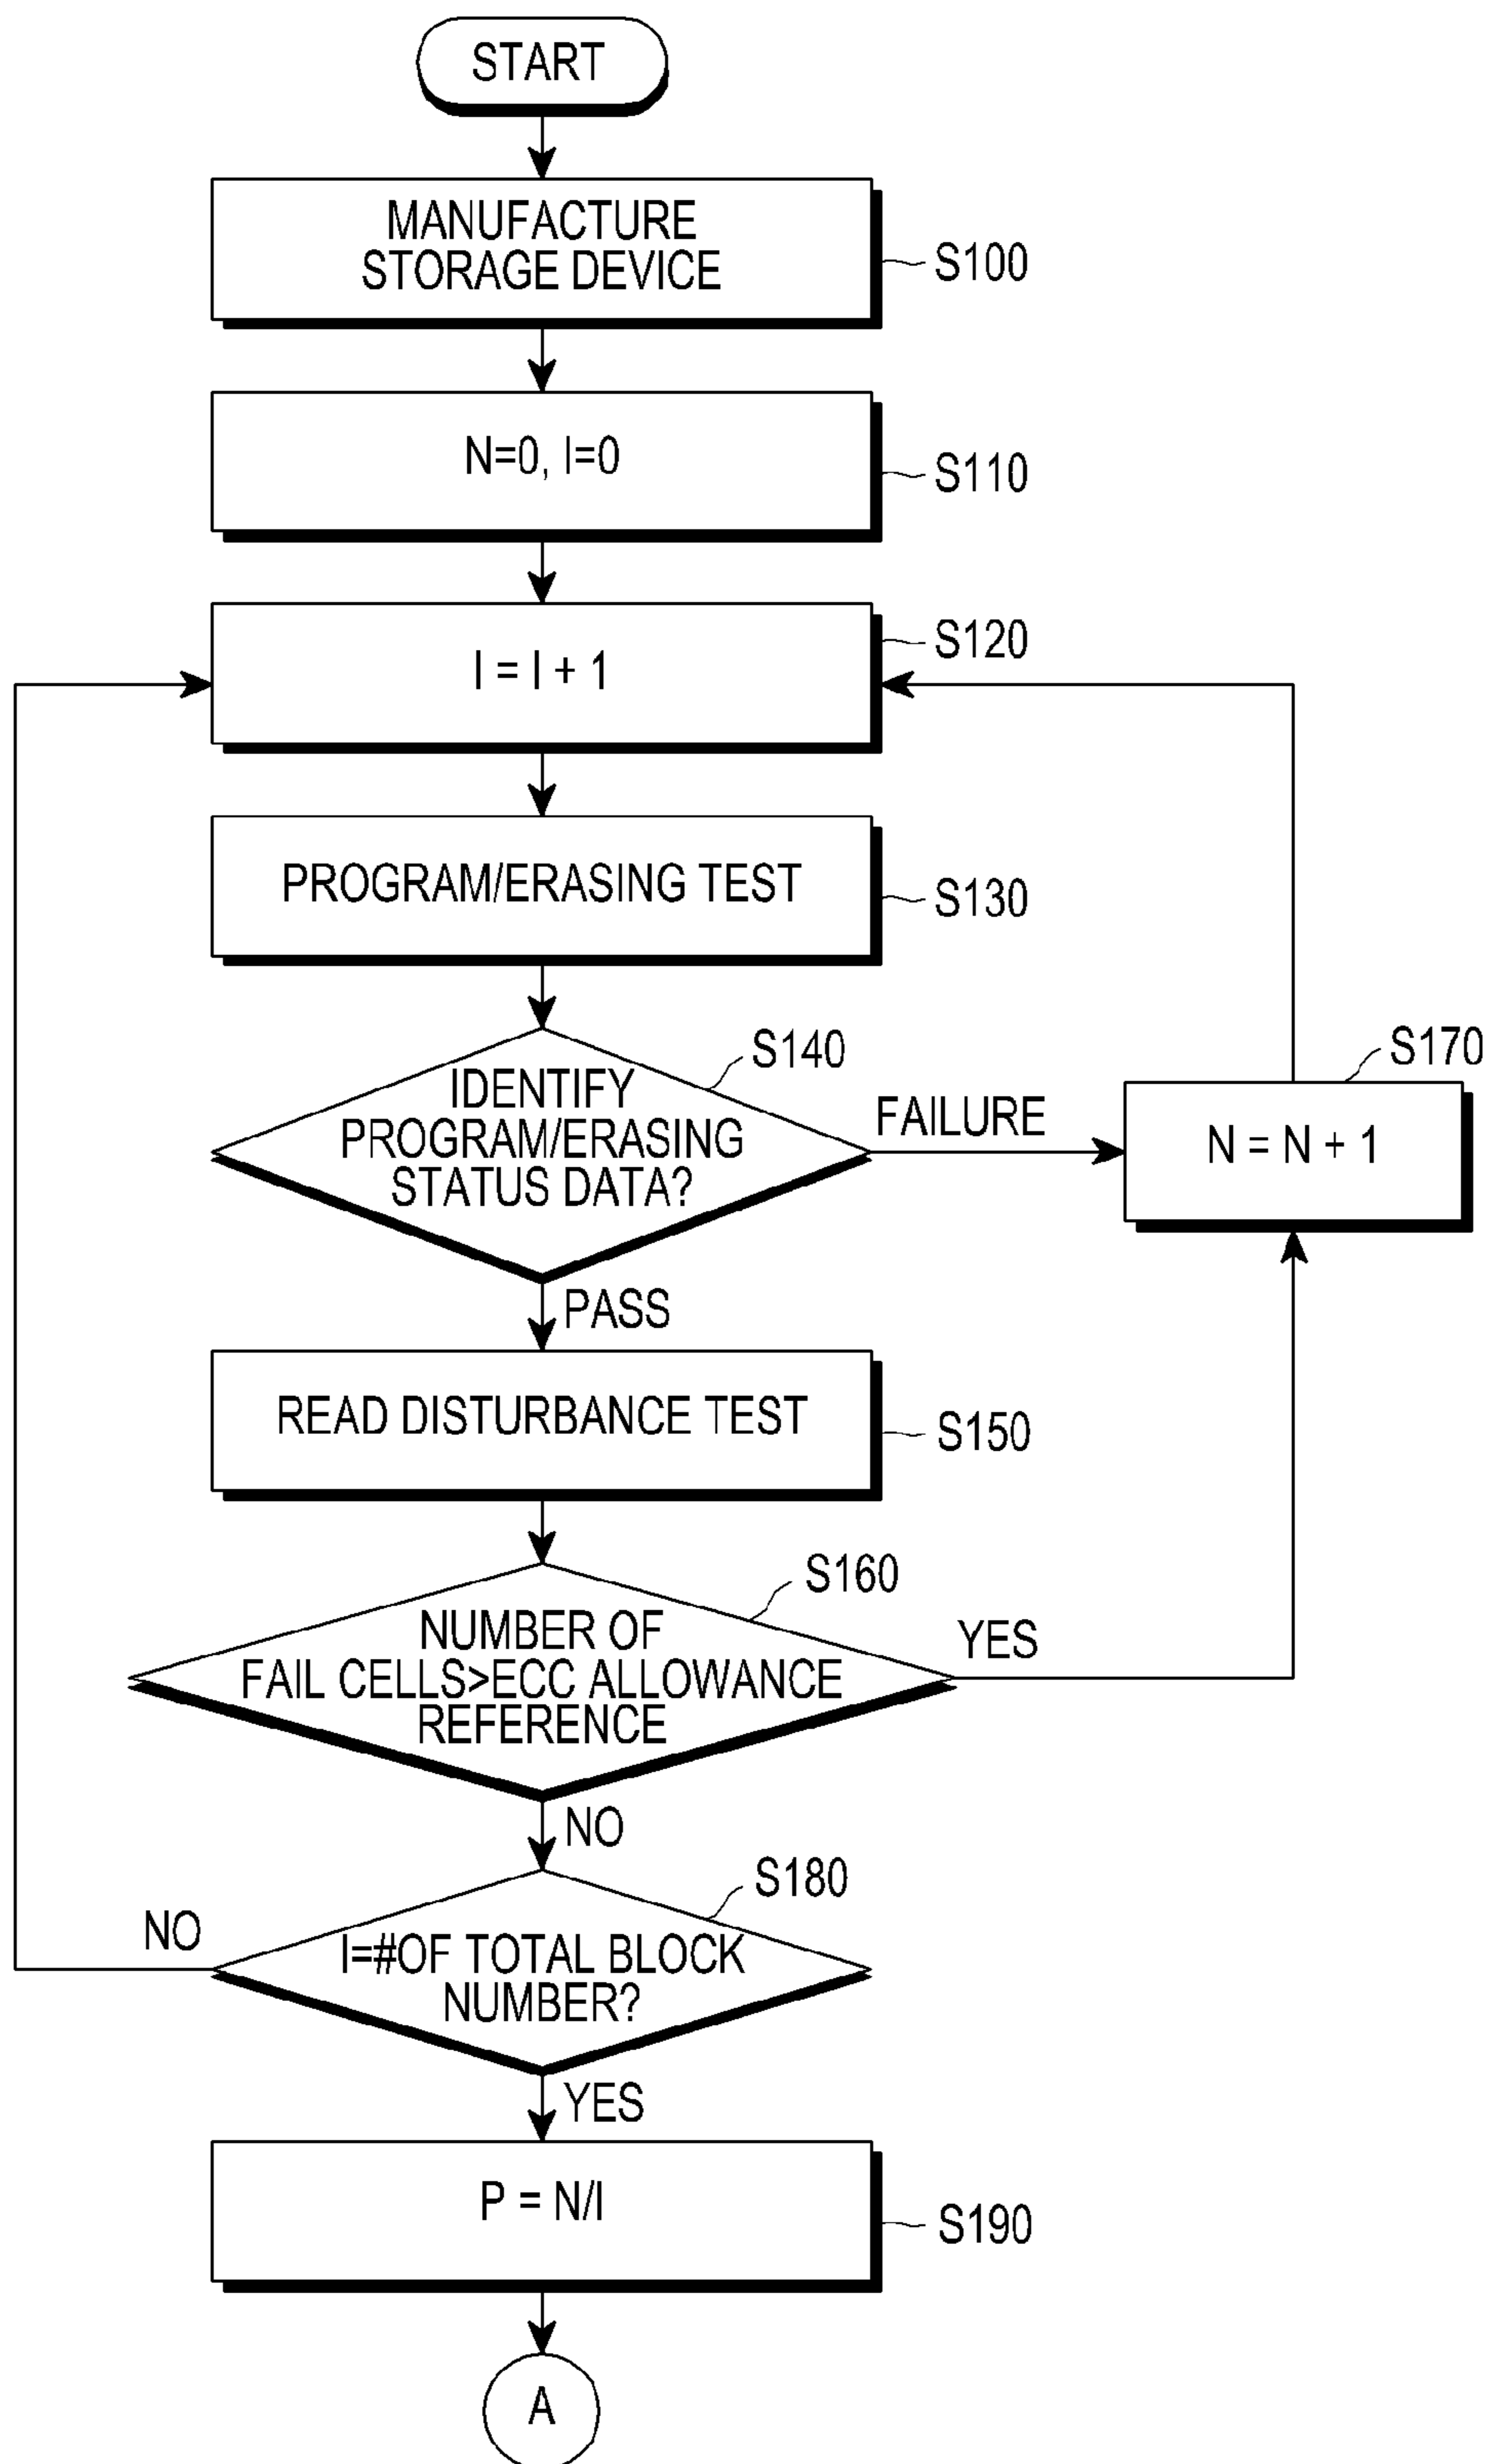 START
MANUFACTURE
STORAGE DEVICE
S100
N=0, I=0
S110
I = I + 1
S120
PROGRAM/ERASING TEST
S130
IDENTIFY
PROGRAM/ERASING
STATUS DATA?
S140
FAILURE
N = N + 1
S170
PASS
READ DISTURBANCE TEST
S150
NUMBER OF
FAIL CELLS>ECC ALLOWANCE
REFERENCE
S160
YES
NO
I=#OF TOTAL BLOCK
NUMBER?
S180
NO
YES
P = N/I
S190
A